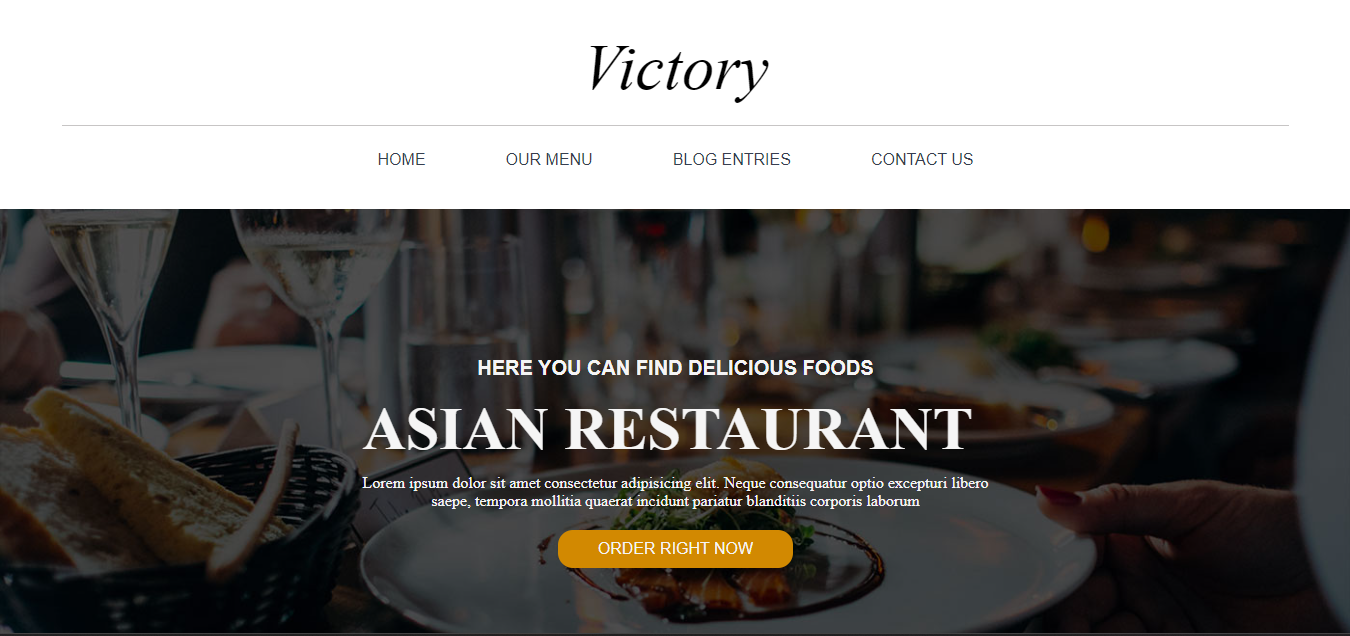 Victory
HOME OUR MENU BLOG ENTRIES CONTACT US
HERE YOU CAN FIND DELICIOUS FOODS
ASIAN RESTAURANT
Lorem ipsum dolor sit amet consectetur adipisicing elit. Neque consequatur optio excepturi libero
saepe, tempora mollitia quaerat incidunt pariatur blanditiis corporis laborum
ORDER RIGHT NOW